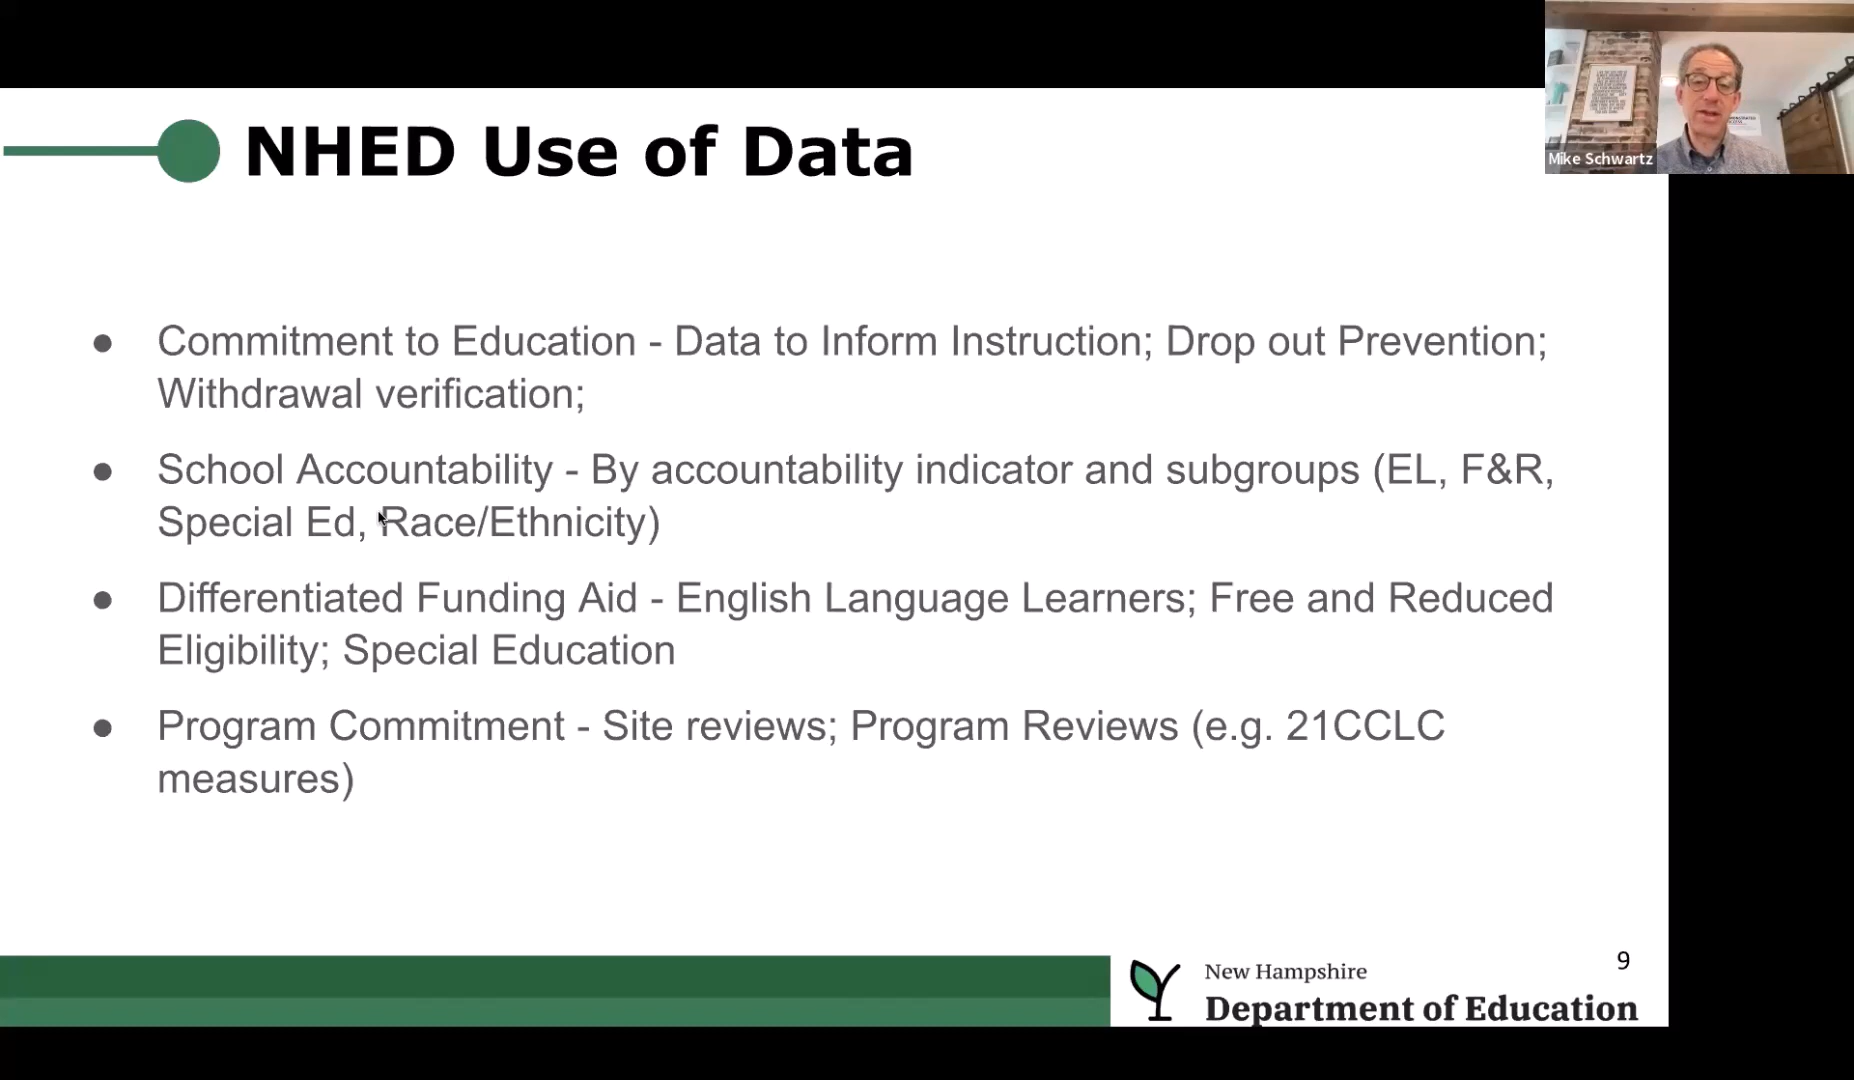 NHED Use of Data
Mike Schwartz
● Commitment to Education - Data to Inform Instruction; Drop out Prevention;
Withdrawal verification;
● School Accountability - By accountability indicator and subgroups (EL, F&R,
Special Ed, Race/Ethnicity)
● Differentiated Funding Aid - English Language Learners; Free and Reduced
Eligibility; Special Education
● Program Commitment - Site reviews; Program Reviews (e.g. 21CCLC
measures)
9
New Hampshire
Department of Education